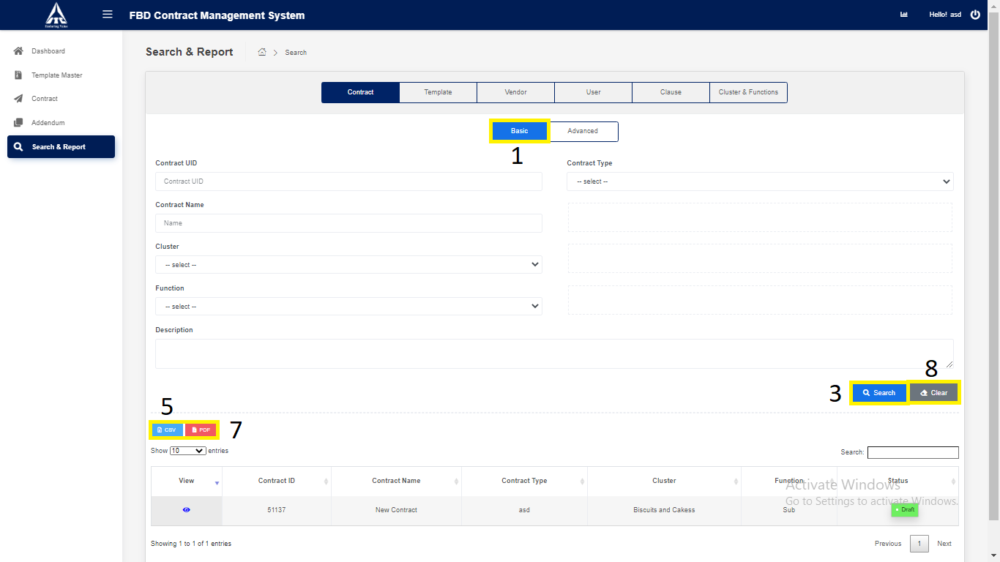 FBD Contract Management System
Hello! asd
Enduring Value
Dashboard
Template Master
Contract
Addendum
Search & Report
Search & Report
Search
Contract Template Vendor User Clause Cluster & Functions
Basic Advanced
1
Contract UID Contract Type
Contract UID -- select --
Contract Name
Name
Cluster
-- select --
Function
-- select --
Description
8
3 Search Clear
5
CSV PDF 7
Show 10 entries Search:
View Contract ID Contract Name Contract Type Cluster Function Status
51137 New Contract asd Biscuits and Cakess Sub Draft
Activate Windows
Go to Settings to activate Windows.
Showing 1 to 1 of 1 entries Previous 1 Next